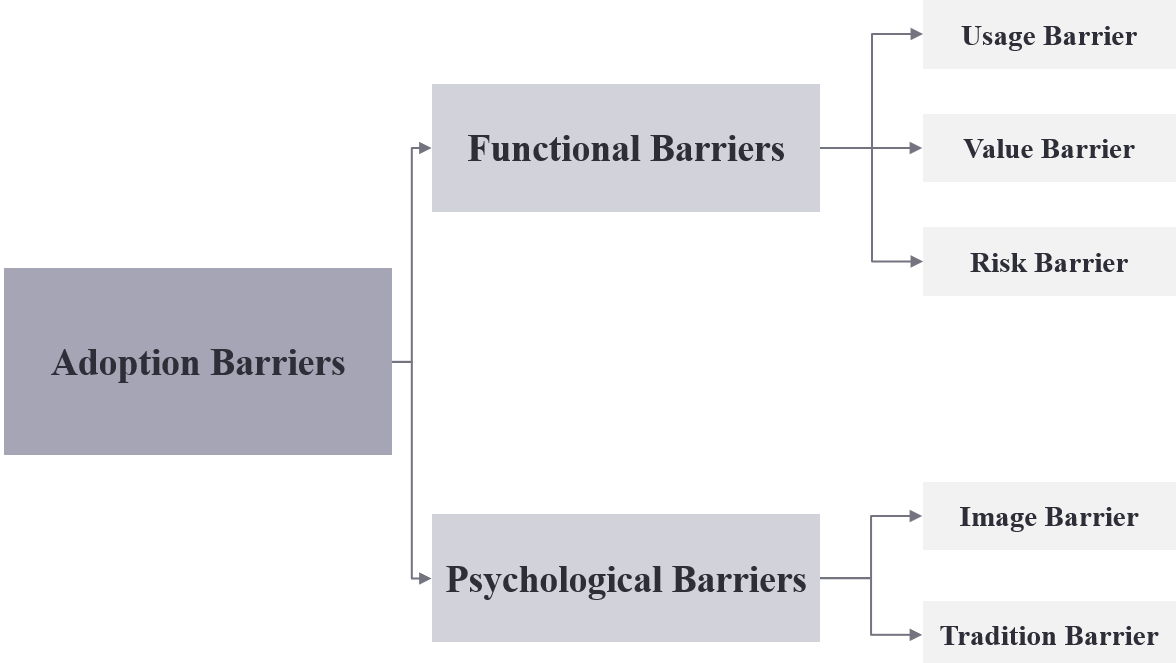 Usage Barrier
Functional Barriers
Value Barrier
Risk Barrier
Adoption Barriers
Image Barrier
Psychological Barriers
Tradition Barrier